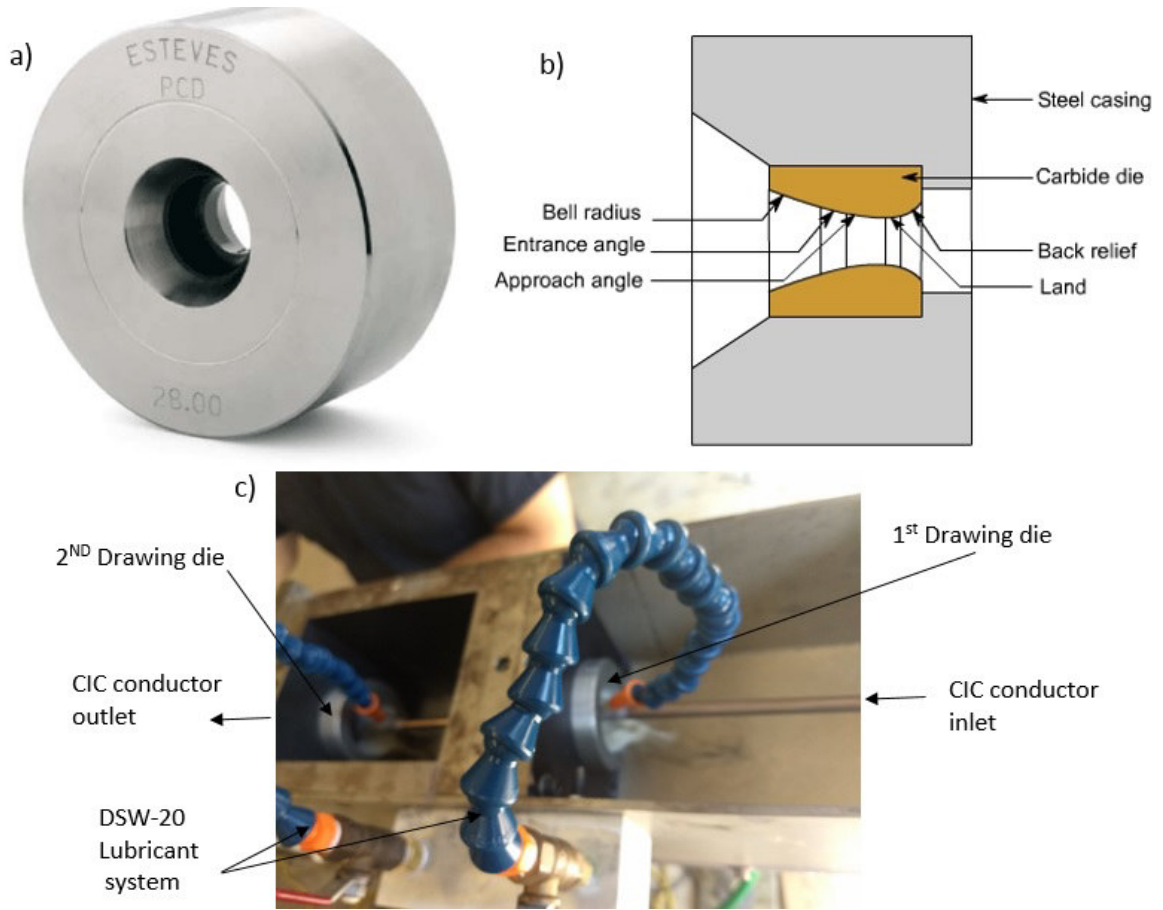 a)
ESTEVES
PCD
28.00
b)
Steel casing
Carbide die
Bell radius
Entrance angle
Approach angle
Back relief
Land
c)
2ND Drawing die
1st Drawing die
CIC conductor
outlet
CIC conductor
inlet
DSW-20
Lubricant
system